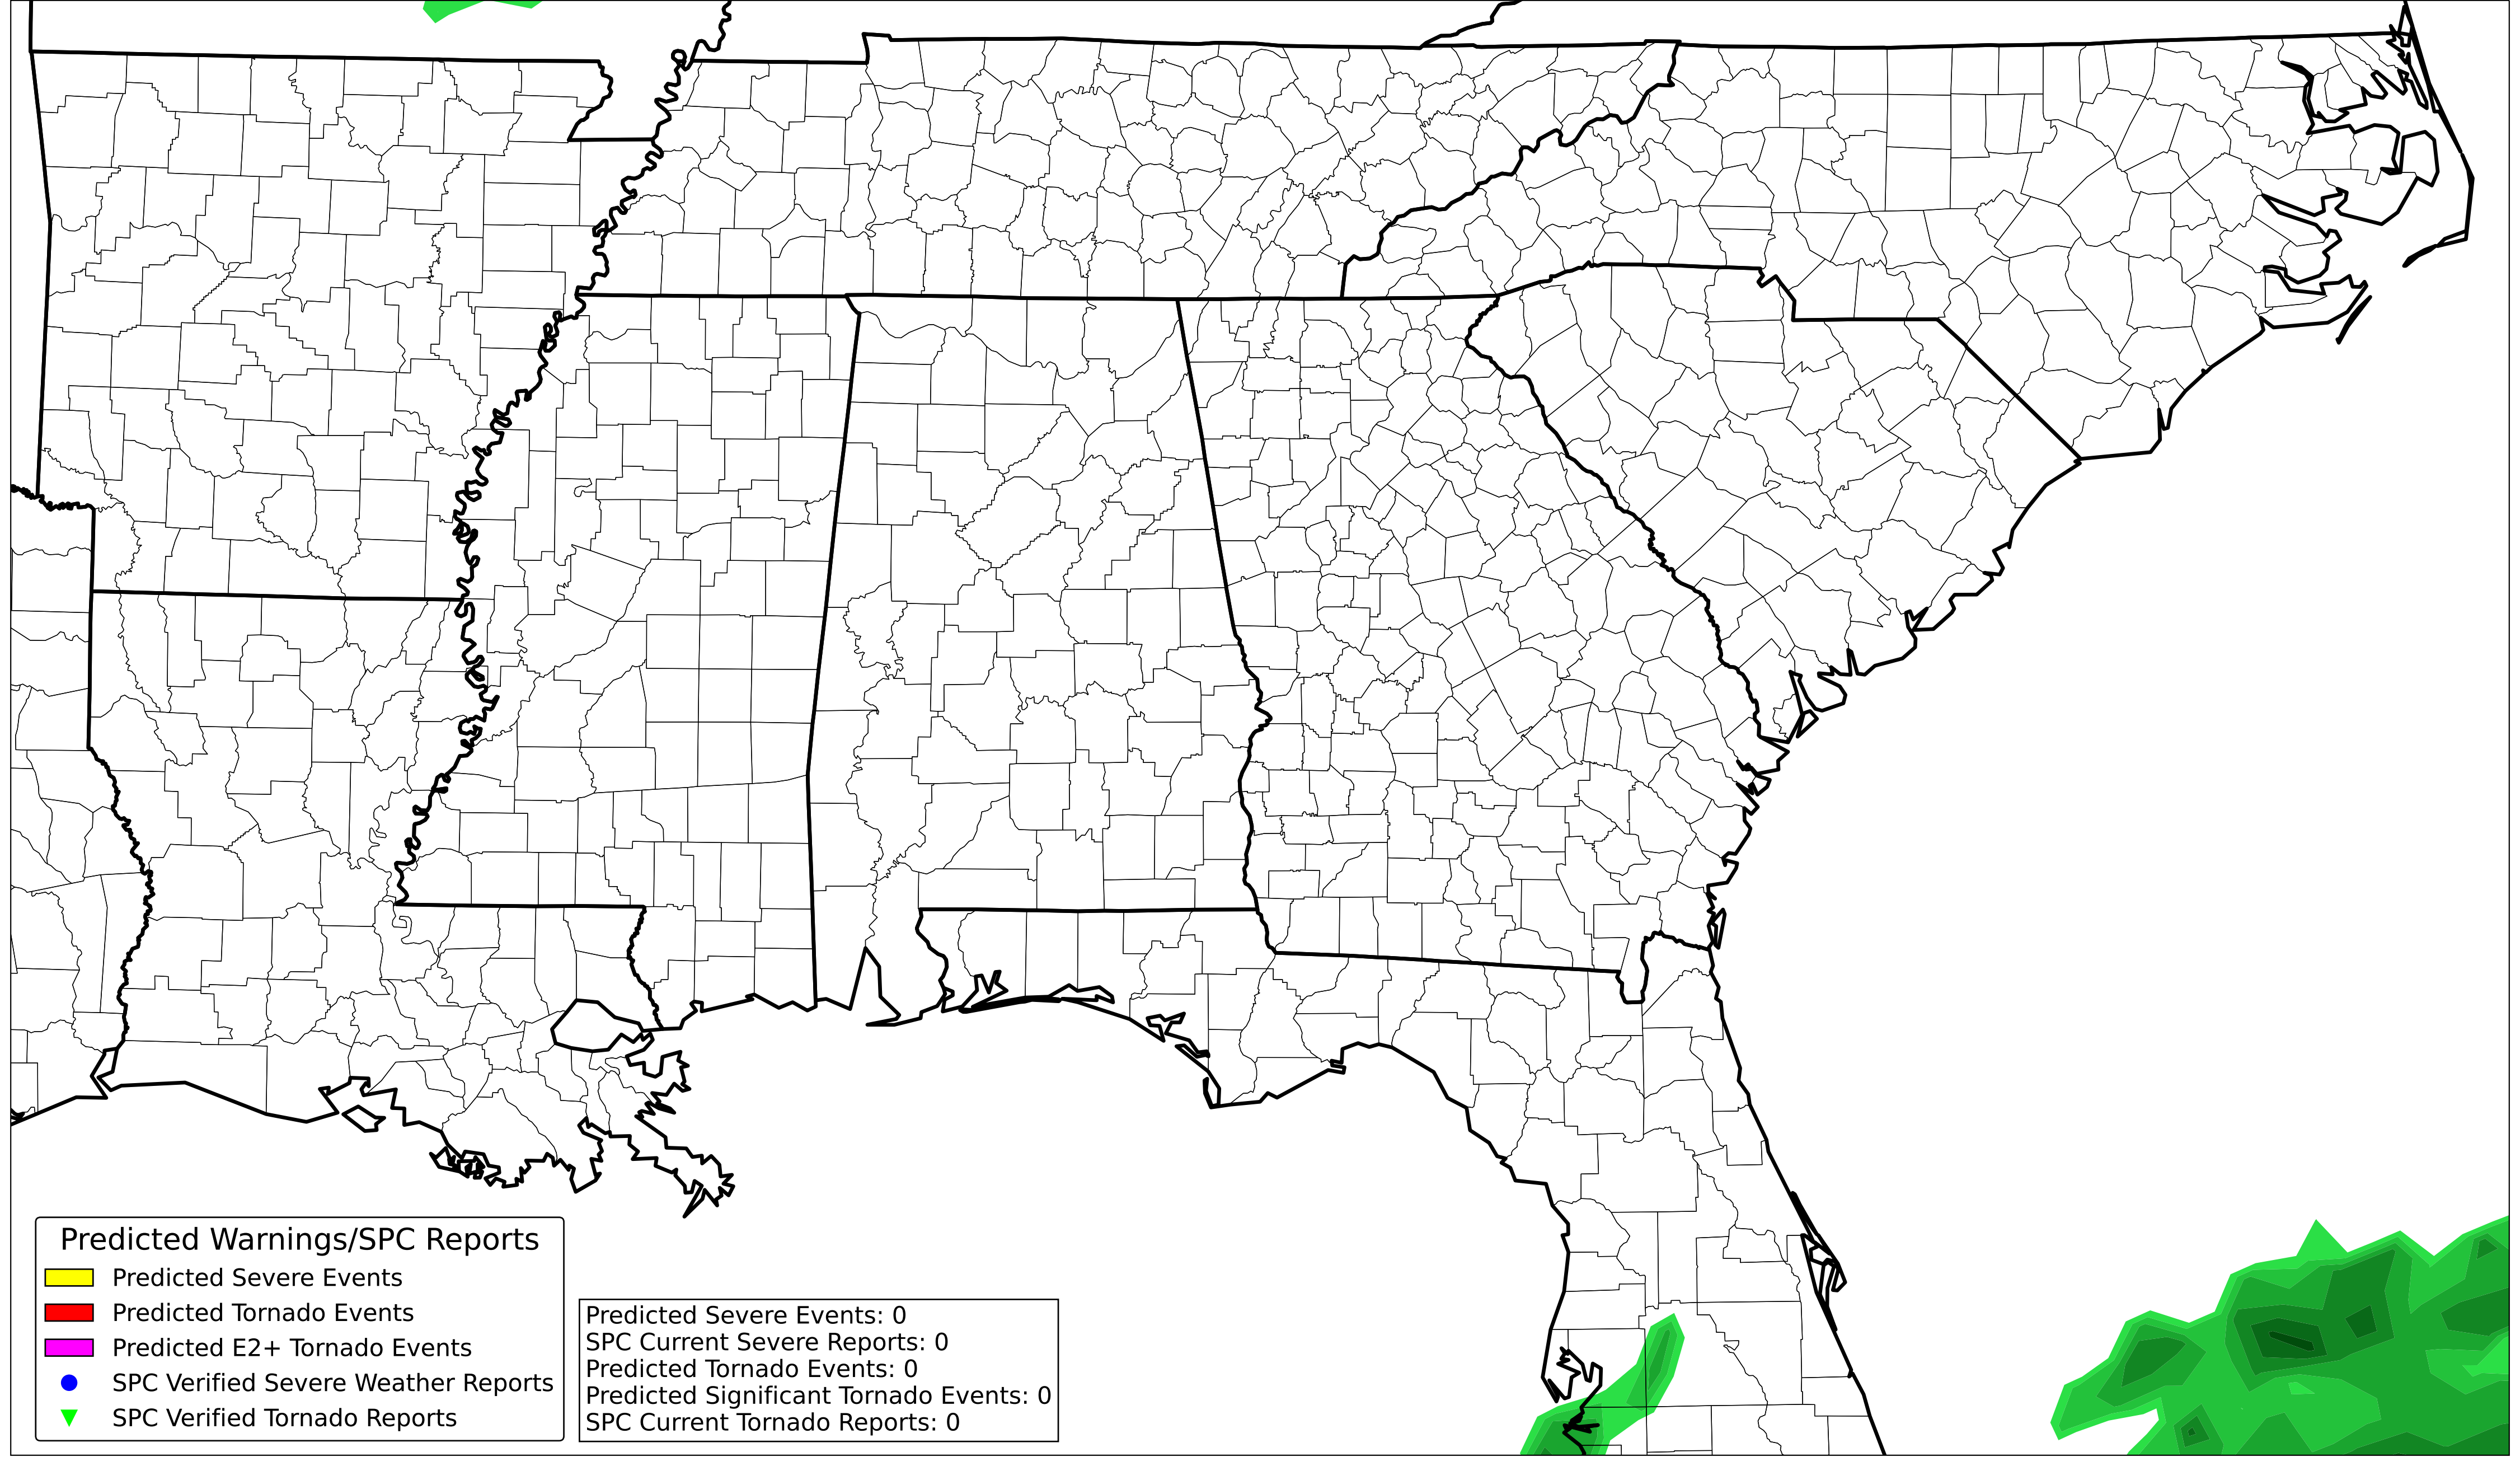 Predicted Warnings/SPC Reports
Predicted Severe Events
Predicted Tornado Events
Predicted E2+ Tornado Events
SPC Verified Severe Weather Reports
SPC Verified Tornado Reports
Predicted Severe Events: 0
SPC Current Severe Reports: 0
Predicted Tornado Events: 0
Predicted Significant Tornado Events: 0
SPC Current Tornado Reports: 0